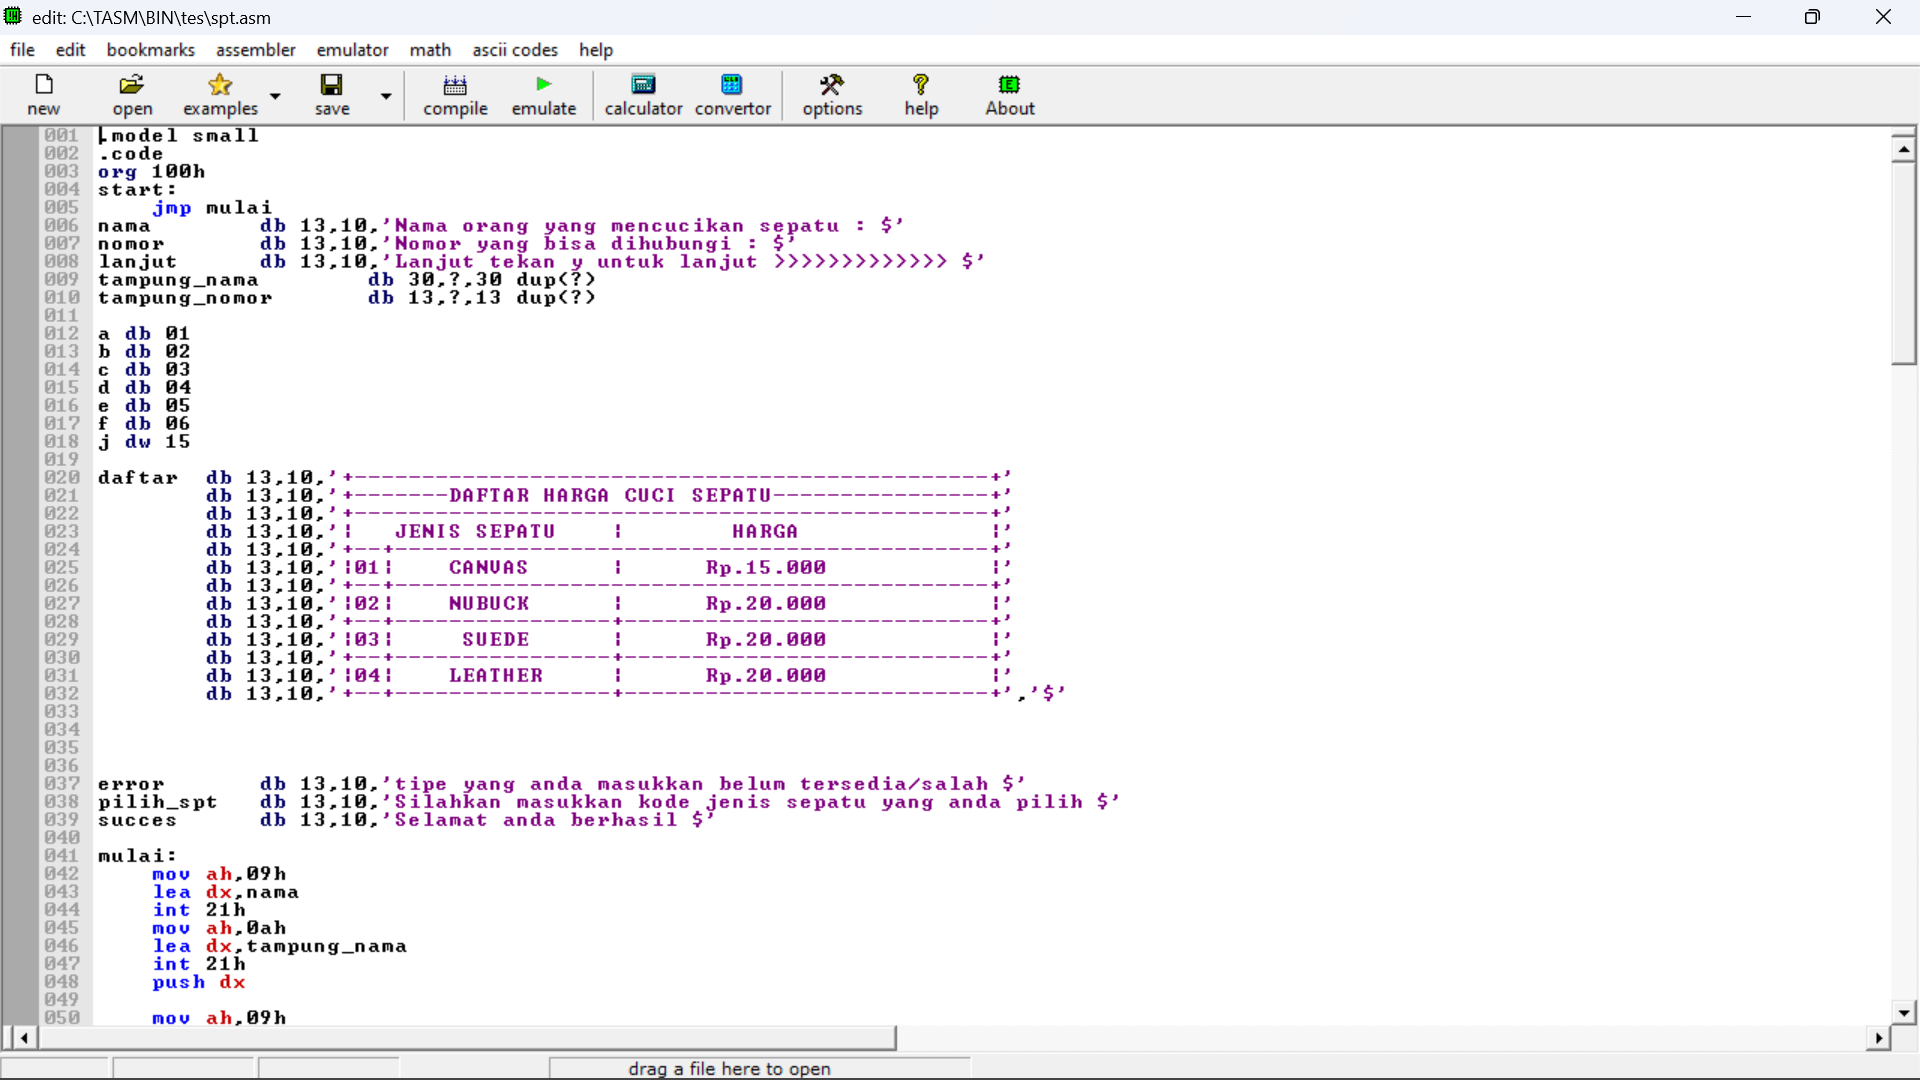 edit: C:\TASM\BIN\tes\spt.asm
file edit bookmarks assembler emulator math ascii codes help
new open examples save compile emulate calculator convertor options help About
001 .model small
002 .code
003 org 100h
004 start:
005     jmp mulai
006 nama        db 13,10,'Nama orang yang mencucikan sepatu : $'
007 nomor       db 13,10,'Nomor yang bisa dihubungi : $'
008 lanjut      db 13,10,'Lanjut tekan y untuk lanjut >>>>>>>>>>>>> $'
009 tampung_nama        db 30,?,30 dup(?)
010 tampung_nomor       db 13,?,13 dup(?)
011
012 a db 01
013 b db 02
014 c db 03
015 d db 04
016 e db 05
017 f db 06
018 j dw 15
019
020 daftar  db 13,10,'+-----------------------------------------------+'
021         db 13,10,'+-------DAFTAR HARGA CUCI SEPATU----------------+'
022         db 13,10,'+-----------------------------------------------+'
023         db 13,10,'|   JENIS SEPATU    |        HARGA              |'
024         db 13,10,'+--+--------------------------------------------+'
025         db 13,10,'|01|    CANVAS      |      Rp.15.000            |'
026         db 13,10,'+--+--------------------------------------------+'
027         db 13,10,'|02|    NUBUCK      |      Rp.20.000            |'
028         db 13,10,'+--+----------------+---------------------------+'
029         db 13,10,'|03|     SUEDE      |      Rp.20.000            |'
030         db 13,10,'+--+----------------+---------------------------+'
031         db 13,10,'|04|    LEATHER     |      Rp.20.000            |'
032         db 13,10,'+--+----------------+---------------------------+','$'
033
034
035
036
037 error       db 13,10,'tipe yang anda masukkan belum tersedia/salah $'
038 pilih_spt   db 13,10,'Silahkan masukkan kode jenis sepatu yang anda pilih $'
039 succes      db 13,10,'Selamat anda berhasil $'
040
041 mulai:
042     mov ah,09h
043     lea dx,nama
044     int 21h
045     mov ah,0ah
046     lea dx,tampung_nama
047     int 21h
048     push dx
049
050     mov ah,09h
drag a file here to open